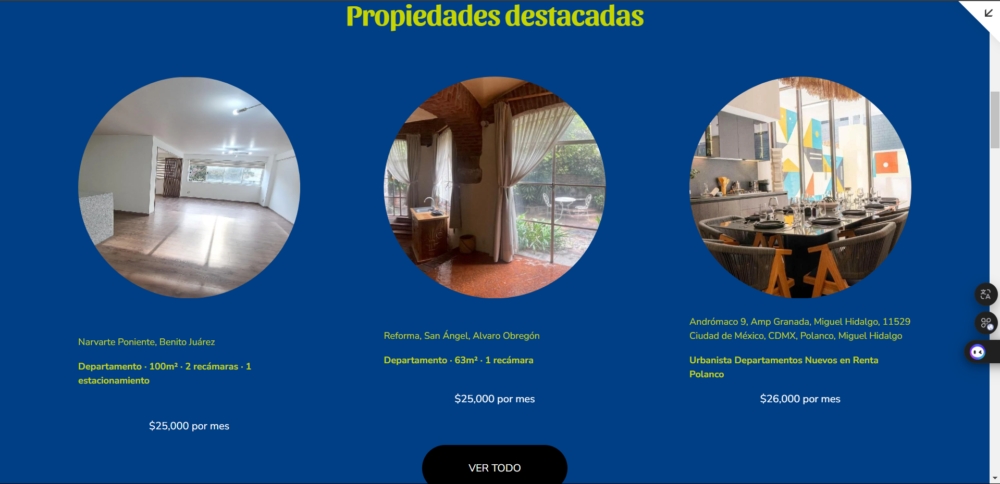 Propiedades destacadas
Narvarte Poniente, Benito Juárez
Departamento · 100m² · 2 recámaras · 1
estacionamiento
$25,000 por mes
Reforma, San Ángel, Alvaro Obregón
Departamento · 63m² · 1 recámara
$25,000 por mes
Andrómaco 9, Amp Granada, Miguel Hidalgo, 11529
Ciudad de México, CDMX, Polanco, Miguel Hidalgo
Urbanista Departamentos Nuevos en Renta
Polanco
$26,000 por mes
VER TODO